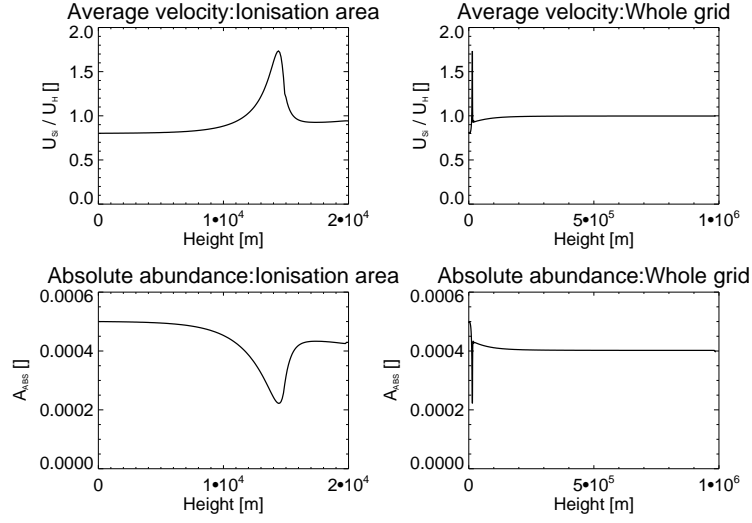 Average velocity:Ionisation area
2.0
1.5
1.0
0.5
0.0
U_Si / U_H []
0
1•10^4
2•10^4
Height [m]
Average velocity:Whole grid
2.0
1.5
1.0
0.5
0.0
U_Si / U_H []
0
5•10^5
1•10^6
Height [m]
Absolute abundance:Ionisation area
0.0006
0.0004
0.0002
0.0000
A_ABS []
0
1•10^4
2•10^4
Height [m]
Absolute abundance:Whole grid
0.0006
0.0004
0.0002
0.0000
A_ABS []
0
5•10^5
1•10^6
Height [m]